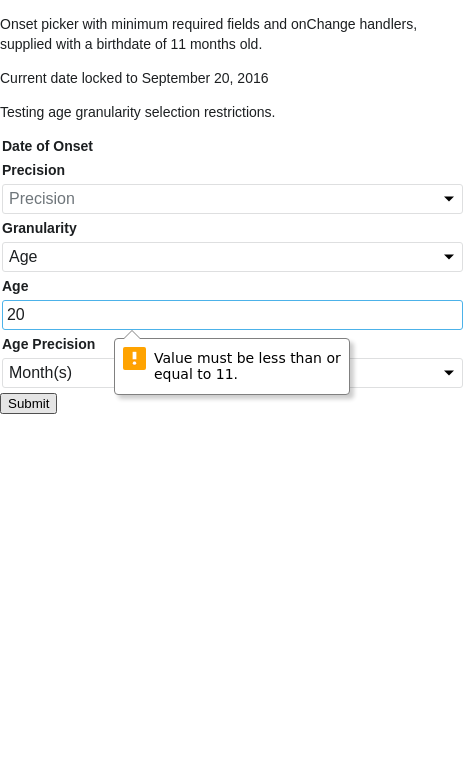 Onset picker with minimum required fields and onChange handlers,
supplied with a birthdate of 11 months old.
Current date locked to September 20, 2016
Testing age granularity selection restrictions.
Date of Onset
Precision
Precision
Granularity
Age
Age
20
Age Precision
Month(s)
Value must be less than or
equal to 11.
Submit